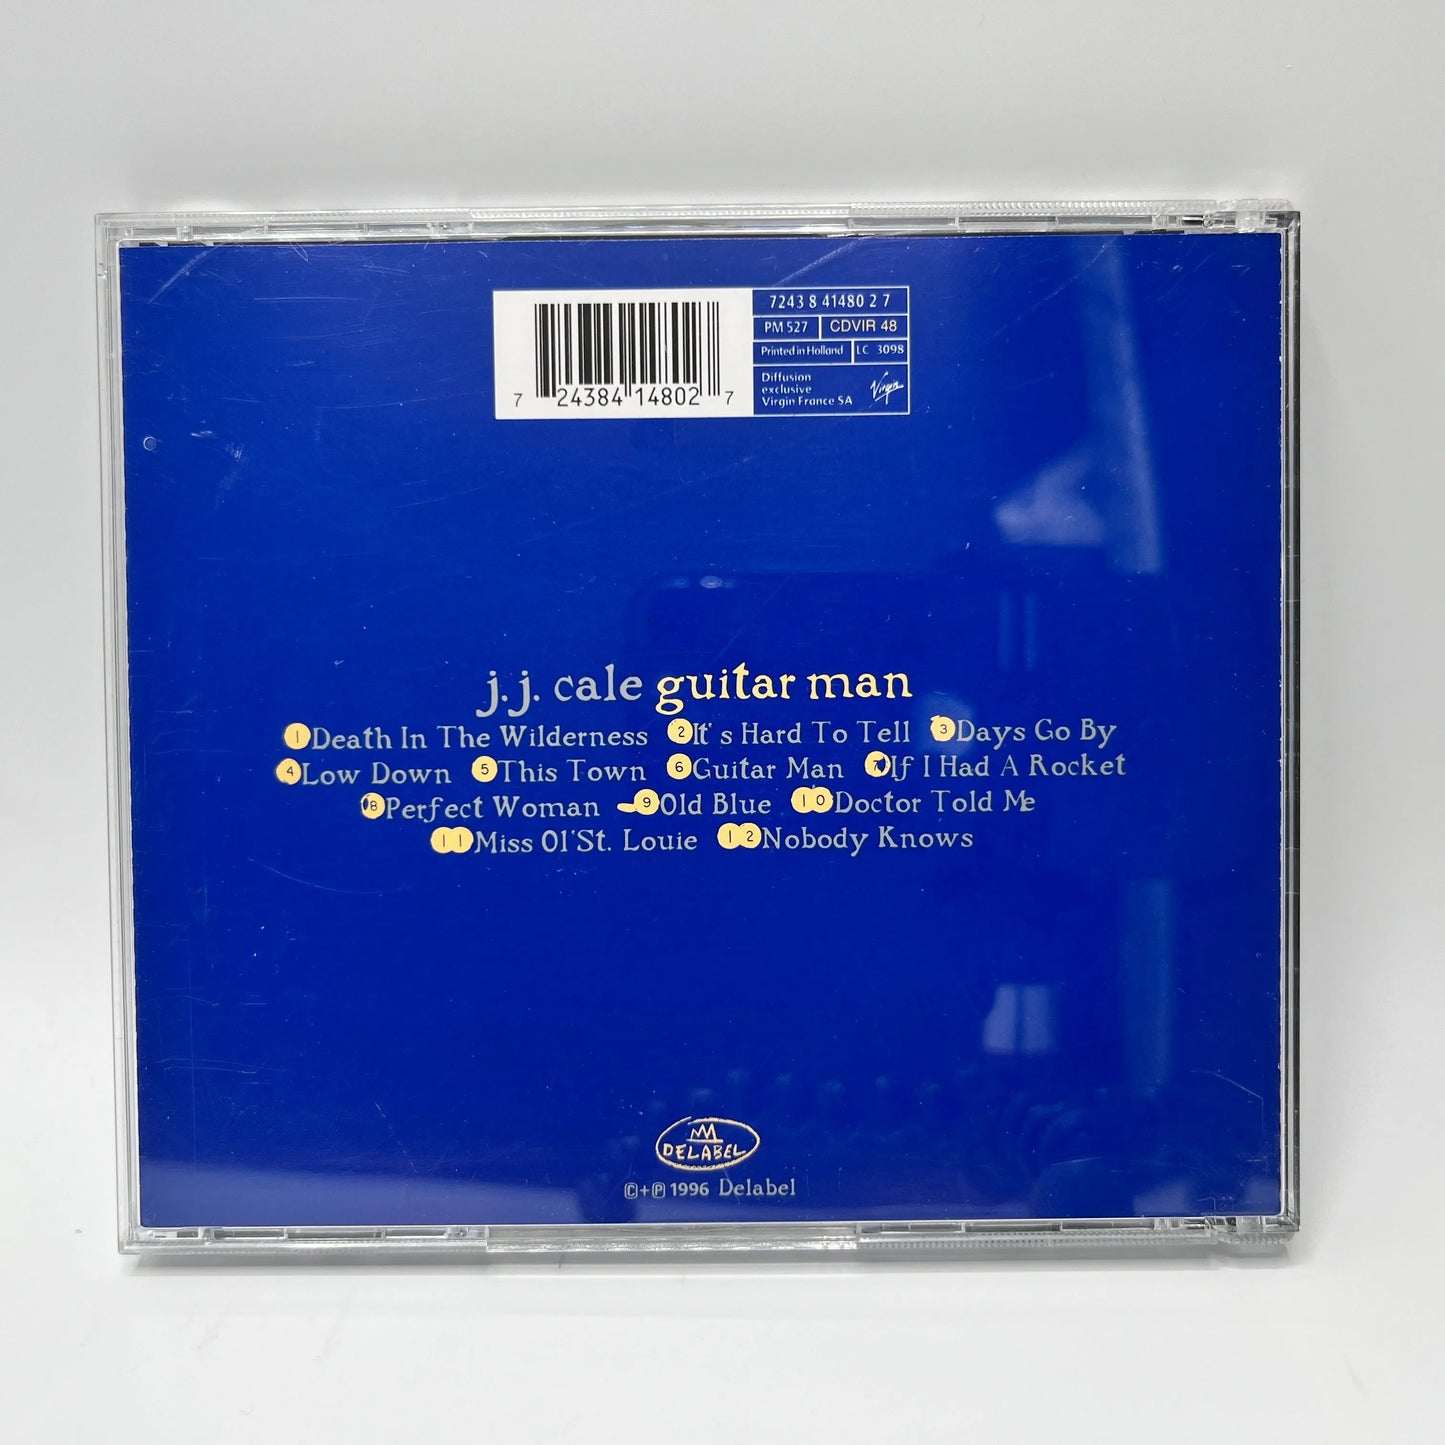 7243 8 41480 2 7
PM 527 CDVIR 48
Printed in Holland LC 3098
Diffusion
exclusive
Virgin France SA
Virgin
7 24384 14802 7
j.j. cale guitar man
1 Death In The Wilderness 2 It's Hard To Tell 3 Days Go By
4 Low Down 5 This Town 6 Guitar Man 7 If I Had A Rocket
8 Perfect Woman 9 Old Blue 10 Doctor Told Me
11 Miss Ol'St. Louie 12 Nobody Knows
DELABEL
©+℗ 1996 Delabel